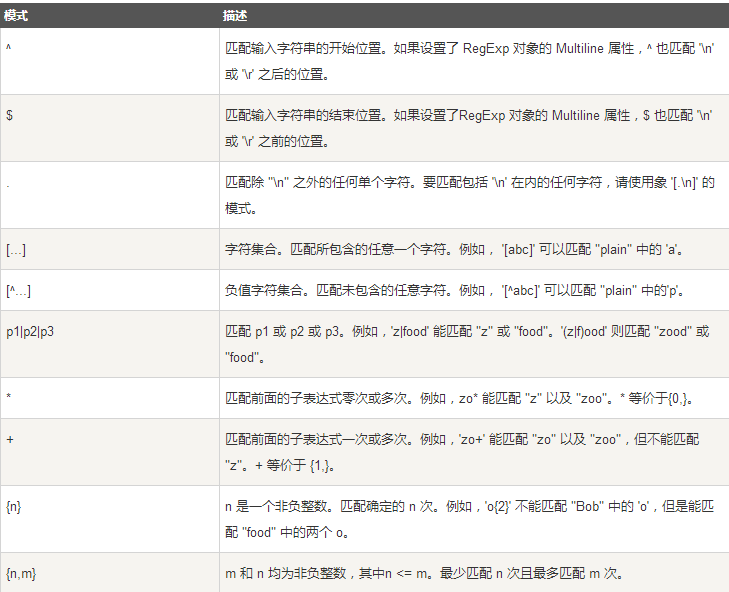 模式 描述
^ 匹配输入字符串的开始位置。如果设置了 RegExp 对象的 Multiline 属性，^ 也匹配 '\n'
或 '\r' 之后的位置。
$ 匹配输入字符串的结束位置。如果设置了RegExp 对象的 Multiline 属性，$ 也匹配 '\n'
或 '\r' 之前的位置。
. 匹配除 "\n" 之外的任何单个字符。要匹配包括 '\n' 在内的任何字符，请使用象 '[.\n]' 的
模式。
[...] 字符集合。匹配所包含的任意一个字符。例如， '[abc]' 可以匹配 "plain" 中的 'a'。
[^...] 负值字符集合。匹配未包含的任意字符。例如， '[^abc]' 可以匹配 "plain" 中的'p'。
p1|p2|p3 匹配 p1 或 p2 或 p3。例如，'z|food' 能匹配 "z" 或 "food"。'(z|f)ood' 则匹配 "zood" 或
"food"。
* 匹配前面的子表达式零次或多次。例如，zo* 能匹配 "z" 以及 "zoo"。* 等价于{0,}。
+ 匹配前面的子表达式一次或多次。例如，'zo+' 能匹配 "zo" 以及 "zoo"，但不能匹配
"z"。+ 等价于 {1,}。
{n} n 是一个非负整数。匹配确定的 n 次。例如，'o{2}' 不能匹配 "Bob" 中的 'o'，但是能匹
配 "food" 中的两个 o。
{n,m} m 和 n 均为非负整数，其中n <= m。最少匹配 n 次且最多匹配 m 次。